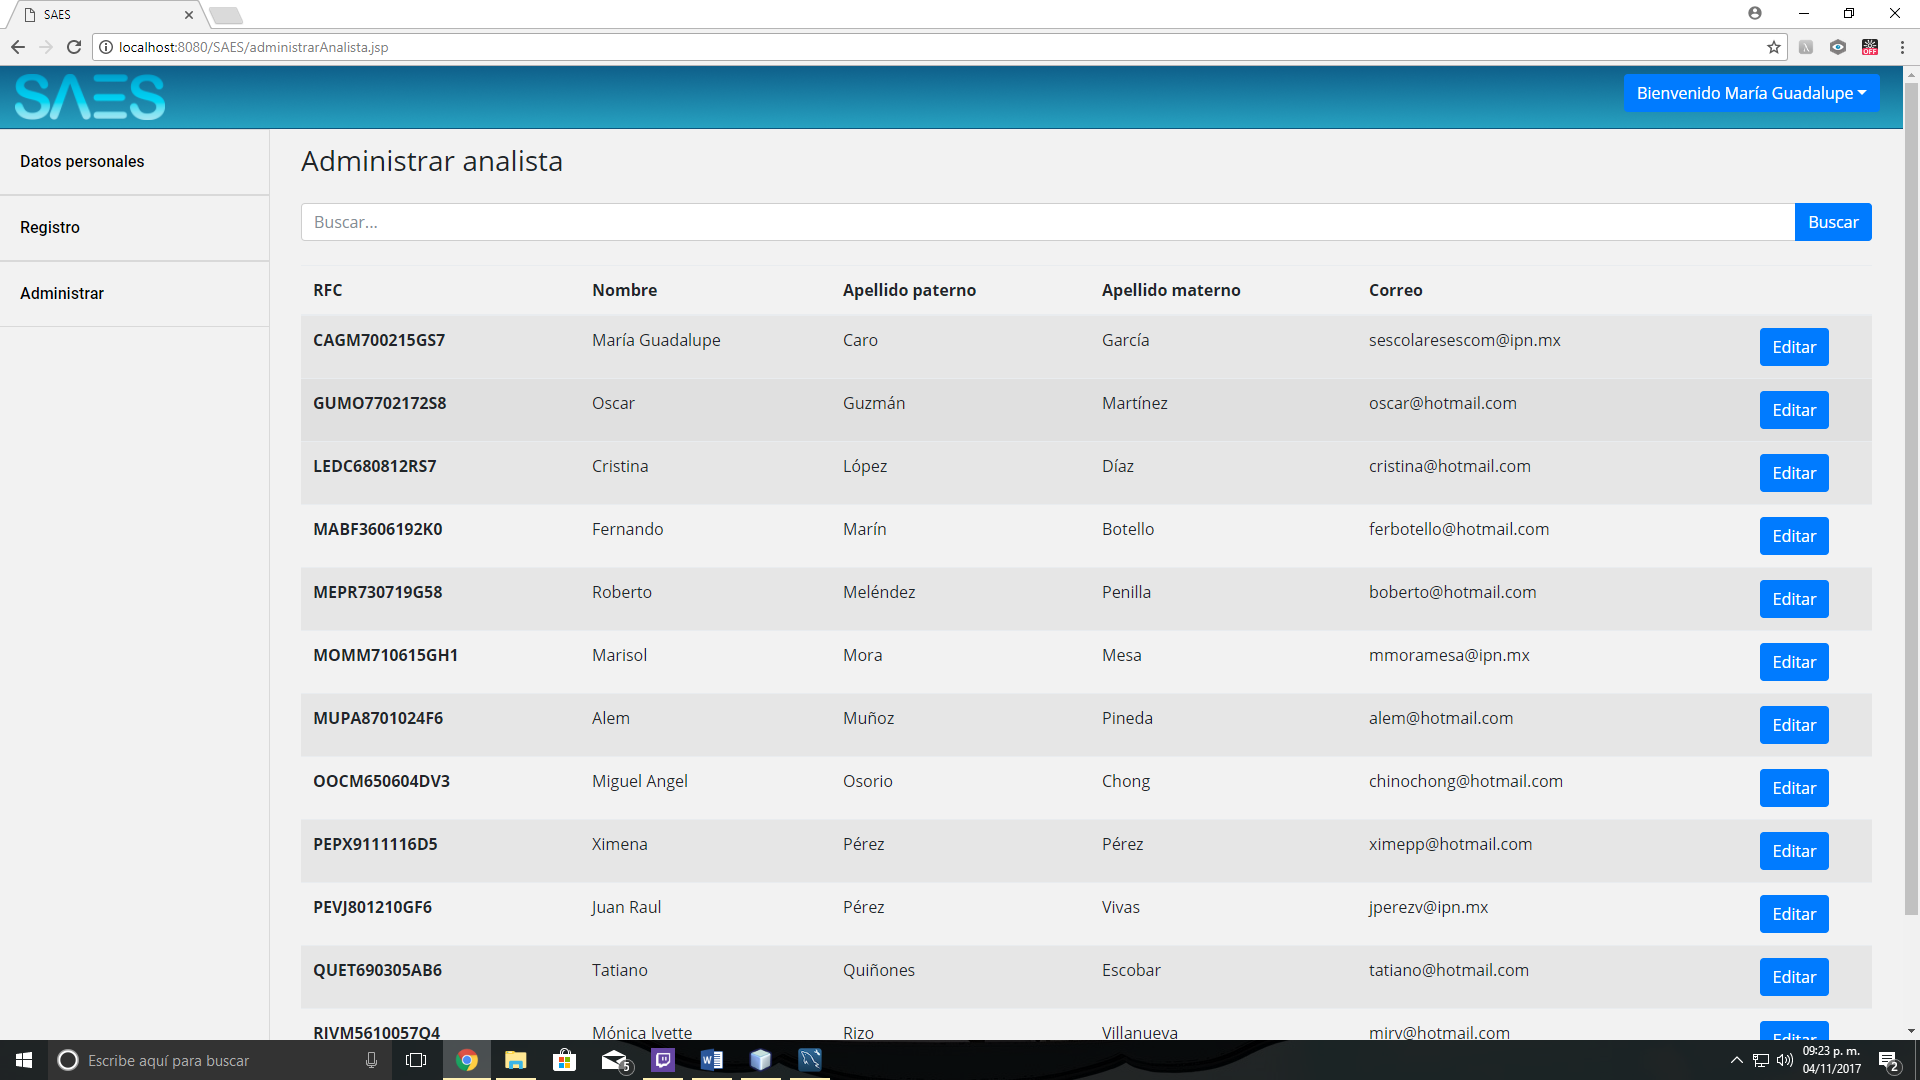 SAES
localhost:8080/SAES/administrarAnalista.jsp
OFF
SAES
Bienvenido María Guadalupe
Datos personales
Registro
Administrar
Administrar analista
Buscar...
Buscar
RFC Nombre Apellido paterno Apellido materno Correo
CAGM700215GS7 María Guadalupe Caro García sescolaresescom@ipn.mx Editar
GUMO7702172S8 Oscar Guzmán Martínez oscar@hotmail.com Editar
LEDC680812RS7 Cristina López Díaz cristina@hotmail.com Editar
MABF3606192K0 Fernando Marín Botello ferbotello@hotmail.com Editar
MEPR730719G58 Roberto Meléndez Penilla boberto@hotmail.com Editar
MOMM710615GH1 Marisol Mora Mesa mmoramesa@ipn.mx Editar
MUPA8701024F6 Alem Muñoz Pineda alem@hotmail.com Editar
OOCM650604DV3 Miguel Angel Osorio Chong chinochong@hotmail.com Editar
PEPX9111116D5 Ximena Pérez Pérez ximepp@hotmail.com Editar
PEVJ801210GF6 Juan Raul Pérez Vivas jperezv@ipn.mx Editar
QUET690305AB6 Tatiano Quiñones Escobar tatiano@hotmail.com Editar
RIVM5610057Q4 Mónica Ivette Rizo Villanueva mirv@hotmail.com Editar
Escribe aquí para buscar
5
09:23 p. m.
04/11/2017
2